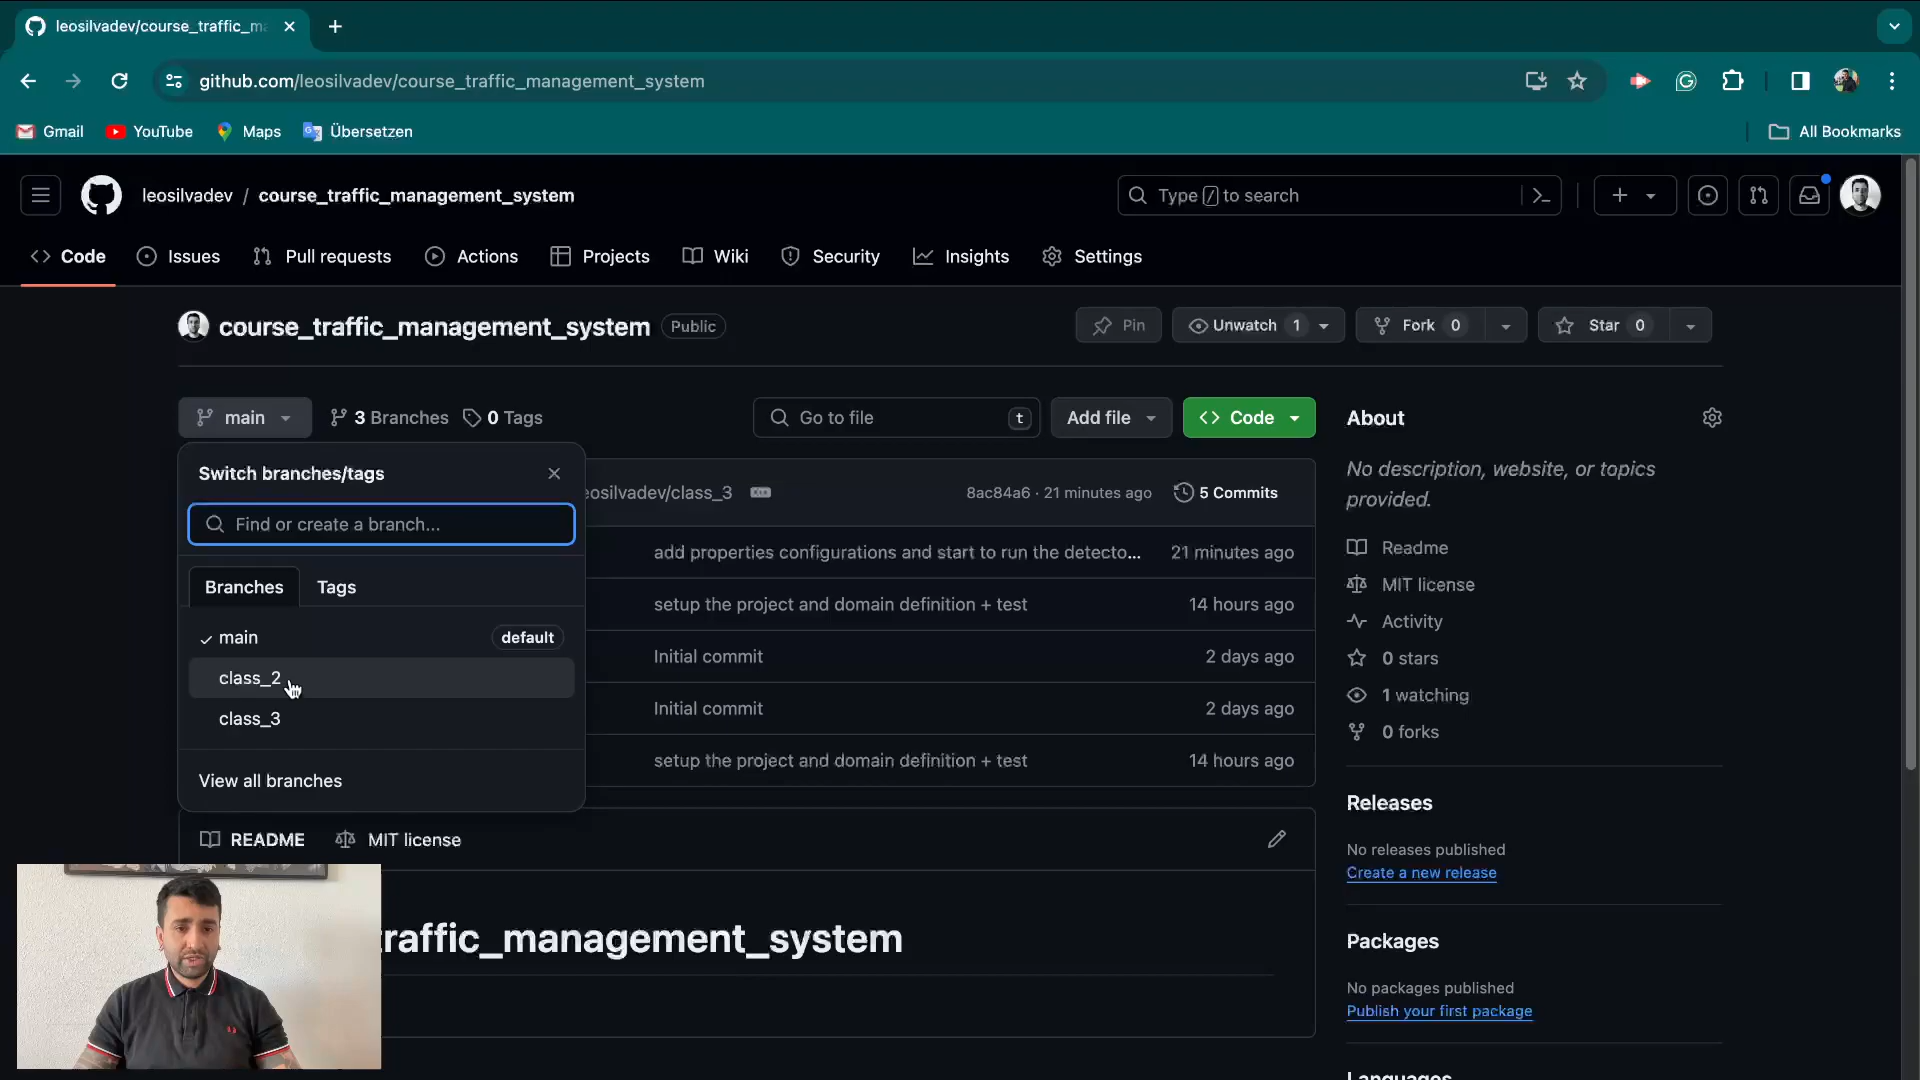 leosilvadev/course_traffic_m
github.com/leosilvadev/course_traffic_management_system
Gmail YouTube Maps Übersetzen All Bookmarks
leosilvadev / course_traffic_management_system Type / to search
Code Issues Pull requests Actions Projects Wiki Security Insights Settings
course_traffic_management_system Public Pin Unwatch 1 Fork 0 Star 0
main 3 Branches 0 Tags Go to file t Add file Code
Switch branches/tags
Find or create a branch...
Branches Tags
main default
class_2
class_3
View all branches
osilvadev/class_3 8ac84a6 · 21 minutes ago 5 Commits
add properties configurations and start to run the detecto... 21 minutes ago
setup the project and domain definition + test 14 hours ago
Initial commit 2 days ago
Initial commit 2 days ago
setup the project and domain definition + test 14 hours ago
README MIT license
raffic_management_system
About
No description, website, or topics
provided.
Readme
MIT license
Activity
0 stars
1 watching
0 forks
Releases
No releases published
Create a new release
Packages
No packages published
Publish your first package
Languages